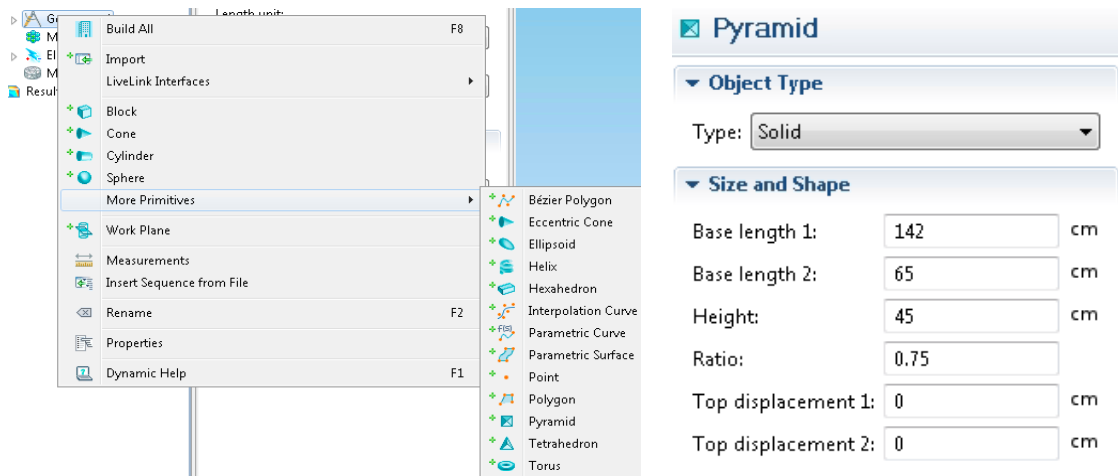 Length unit:
Build All F8
Import
LiveLink Interfaces
Resul
Block
Cone
Cylinder
Sphere
More Primitives
Work Plane
Measurements
Insert Sequence from File
Rename F2
Properties
Dynamic Help F1
Bézier Polygon
Eccentric Cone
Ellipsoid
Helix
Hexahedron
Interpolation Curve
Parametric Curve
Parametric Surface
Point
Polygon
Pyramid
Tetrahedron
Torus
Pyramid
Object Type
Type: Solid
Size and Shape
Base length 1: 142 cm
Base length 2: 65 cm
Height: 45 cm
Ratio: 0.75
Top displacement 1: 0 cm
Top displacement 2: 0 cm